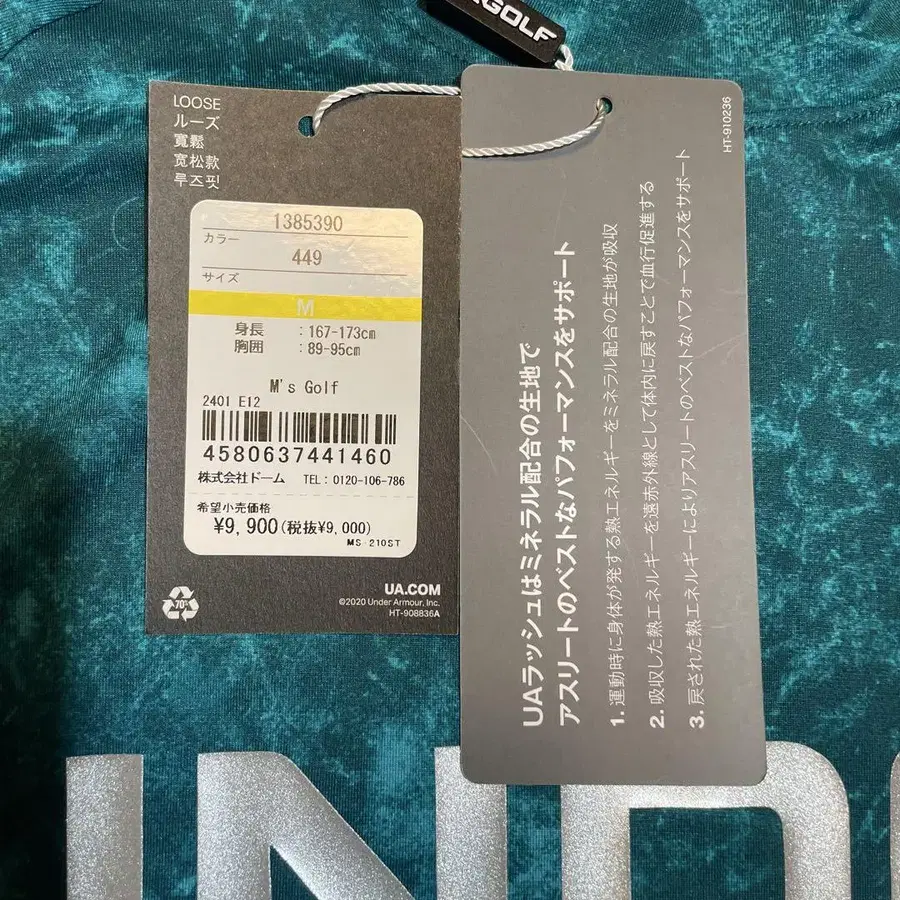 GOLF
LOOSE
ルーズ
寬鬆
宽松款
루즈핏
1385390
カラー
449
サイズ
M
身長 :167-173cm
胸囲 :89-95cm
M's Golf
2401 E12
4580637441460
株式会社ドーム TEL: 0120-106-786
希望小売価格
¥9,900(税抜¥9,000)
MS-210ST
70%
UA.COM
©2020 Under Armour, Inc.
HT-908836A
HT-910236
UAラッシュはミネラル配合の生地で
アスリートのベストなパフォーマンスをサポート
1. 運動時に身体が発する熱エネルギーをミネラル配合の生地が吸収
2. 吸収した熱エネルギーを遠赤外線として体内に戻すことで血行促進する
3. 戻された熱エネルギーによりアスリートのベストなパフォーマンスをサポート